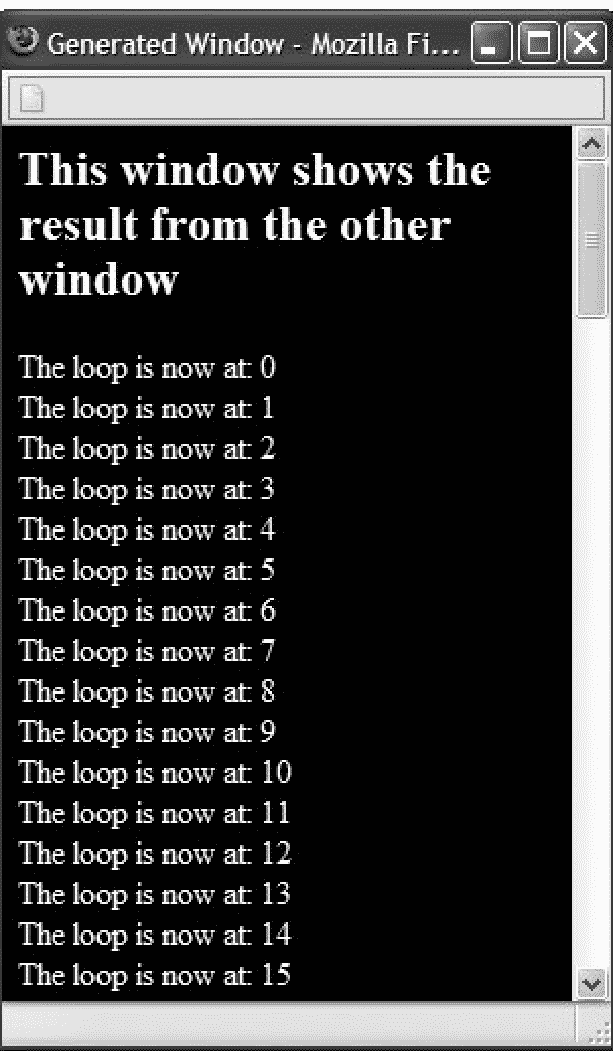 Generated Window - Mozilla Fi...
This window shows the
result from the other
window
The loop is now at: 0
The loop is now at: 1
The loop is now at: 2
The loop is now at: 3
The loop is now at: 4
The loop is now at: 5
The loop is now at: 6
The loop is now at: 7
The loop is now at: 8
The loop is now at: 9
The loop is now at: 10
The loop is now at: 11
The loop is now at: 12
The loop is now at: 13
The loop is now at: 14
The loop is now at: 15